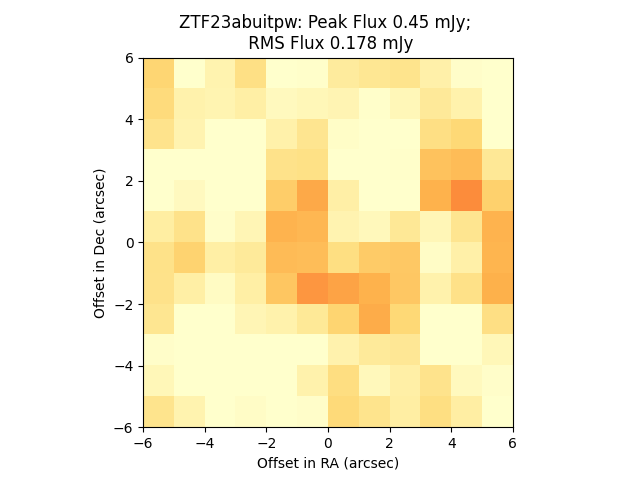 ZTF23abuitpw: Peak Flux 0.45 mJy;
RMS Flux 0.178 mJy
6
4
2
0
−2
−4
−6
Offset in Dec (arcsec)
−6 −4 −2 0 2 4 6
Offset in RA (arcsec)